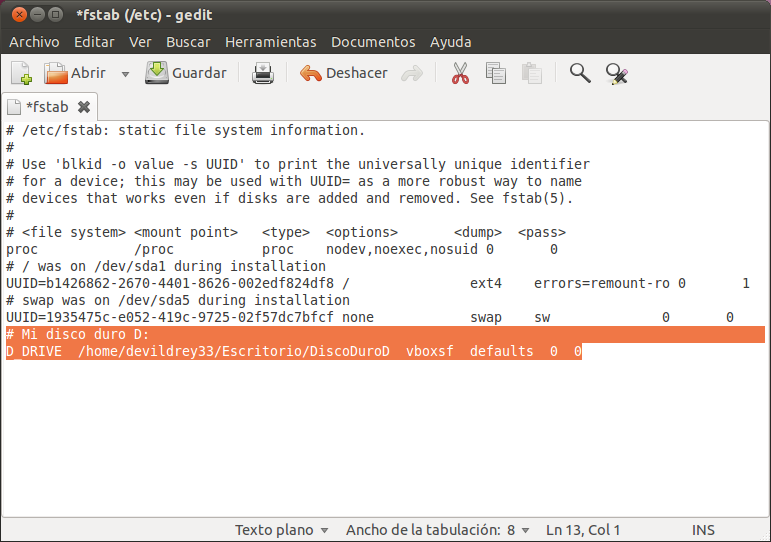 *fstab (/etc) - gedit
Archivo Editar Ver Buscar Herramientas Documentos Ayuda
Abrir Guardar Deshacer
*fstab
# /etc/fstab: static file system information.
#
# Use 'blkid -o value -s UUID' to print the universally unique identifier
# for a device; this may be used with UUID= as a more robust way to name
# devices that works even if disks are added and removed. See fstab(5).
#
# <file system> <mount point>   <type>  <options>       <dump>  <pass>
proc            /proc           proc    nodev,noexec,nosuid 0       0
# / was on /dev/sda1 during installation
UUID=b1426862-2670-4401-8626-002edf824df8 /               ext4    errors=remount-ro 0       1
# swap was on /dev/sda5 during installation
UUID=1935475c-e052-419c-9725-02f57dc7bfcf none            swap    sw              0       0
# Mi disco duro D:
D_DRIVE  /home/devildrey33/Escritorio/DiscoDuroD  vboxsf  defaults  0  0
Texto plano Ancho de la tabulación: 8 Ln 13, Col 1 INS